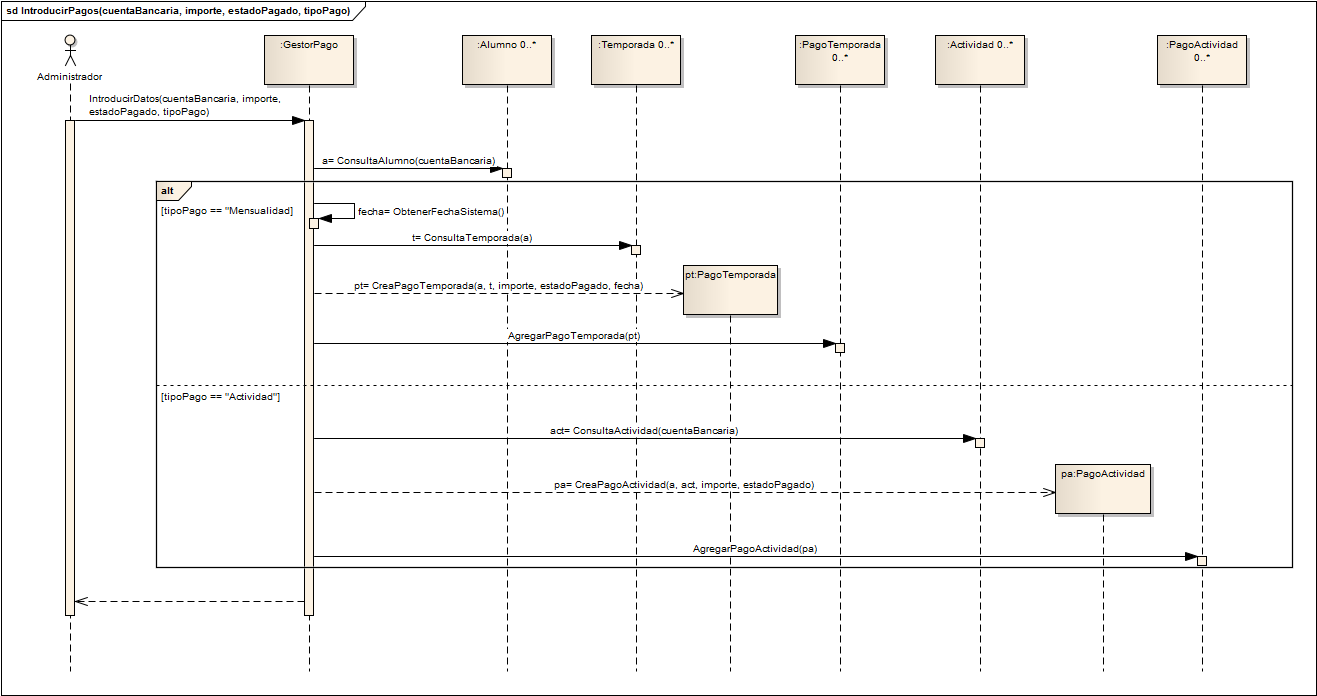 sd IntroducirPagos(cuentaBancaria, importe, estadoPagado, tipoPago)
Administrador
:GestorPago
:Alumno 0..*
:Temporada 0..*
:PagoTemporada
0..*
:Actividad 0..*
:PagoActividad
0..*
IntroducirDatos(cuentaBancaria, importe,
estadoPagado, tipoPago)
a= ConsultaAlumno(cuentaBancaria)
alt
[tipoPago == "Mensualidad]
fecha= ObtenerFechaSistema()
t= ConsultaTemporada(a)
pt:PagoTemporada
pt= CreaPagoTemporada(a, t, importe, estadoPagado, fecha)
AgregarPagoTemporada(pt)
[tipoPago == "Actividad"]
act= ConsultaActividad(cuentaBancaria)
pa:PagoActividad
pa= CreaPagoActividad(a, act, importe, estadoPagado)
AgregarPagoActividad(pa)